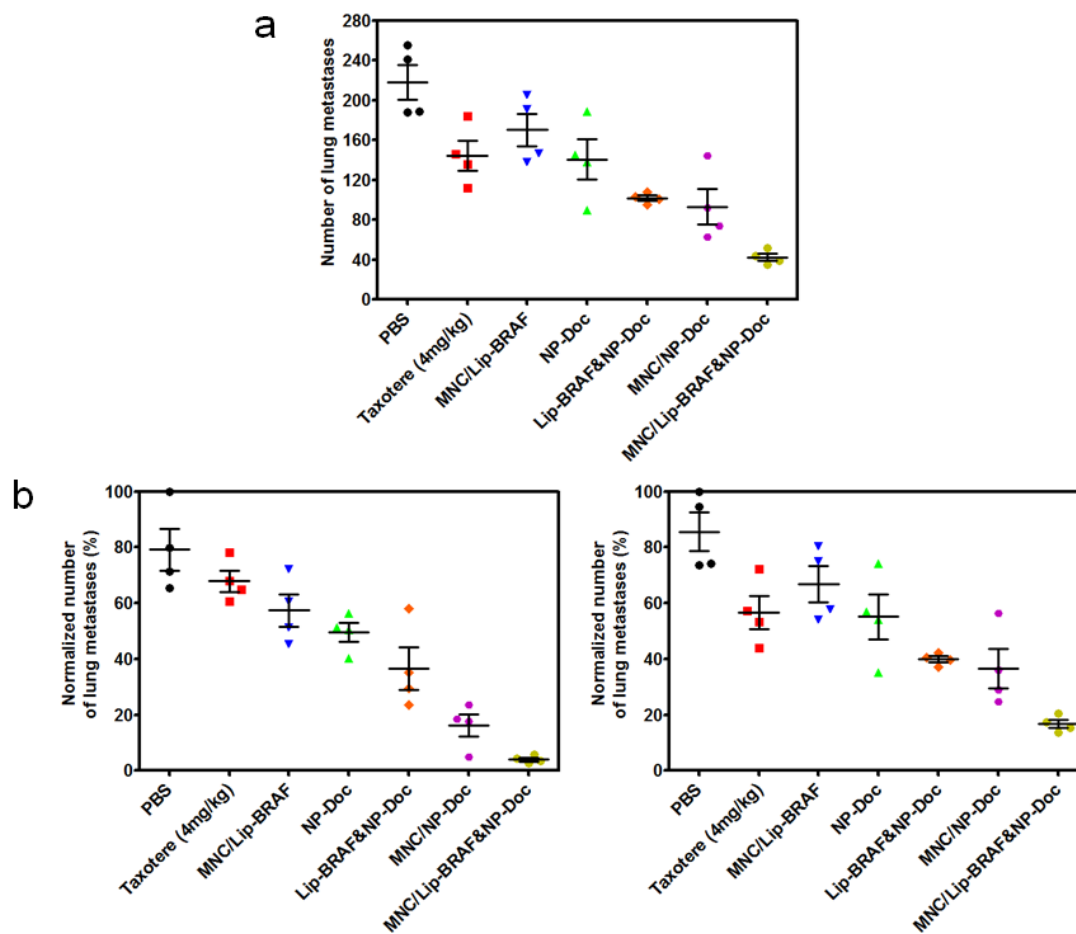 a
Number of lung metastases
280
240
200
160
120
80
40
0
PBS
Taxotere (4mg/kg)
MNC/Lip-BRAF
NP-Doc
Lip-BRAF&NP-Doc
MNC/NP-Doc
MNC/Lip-BRAF&NP-Doc
b
Normalized number
of lung metastases (%)
100
80
60
40
20
0
PBS
Taxotere (4mg/kg)
MNC/Lip-BRAF
NP-Doc
Lip-BRAF&NP-Doc
MNC/NP-Doc
MNC/Lip-BRAF&NP-Doc
Normalized number
of lung metastases (%)
100
80
60
40
20
0
PBS
Taxotere (4mg/kg)
MNC/Lip-BRAF
NP-Doc
Lip-BRAF&NP-Doc
MNC/NP-Doc
MNC/Lip-BRAF&NP-Doc